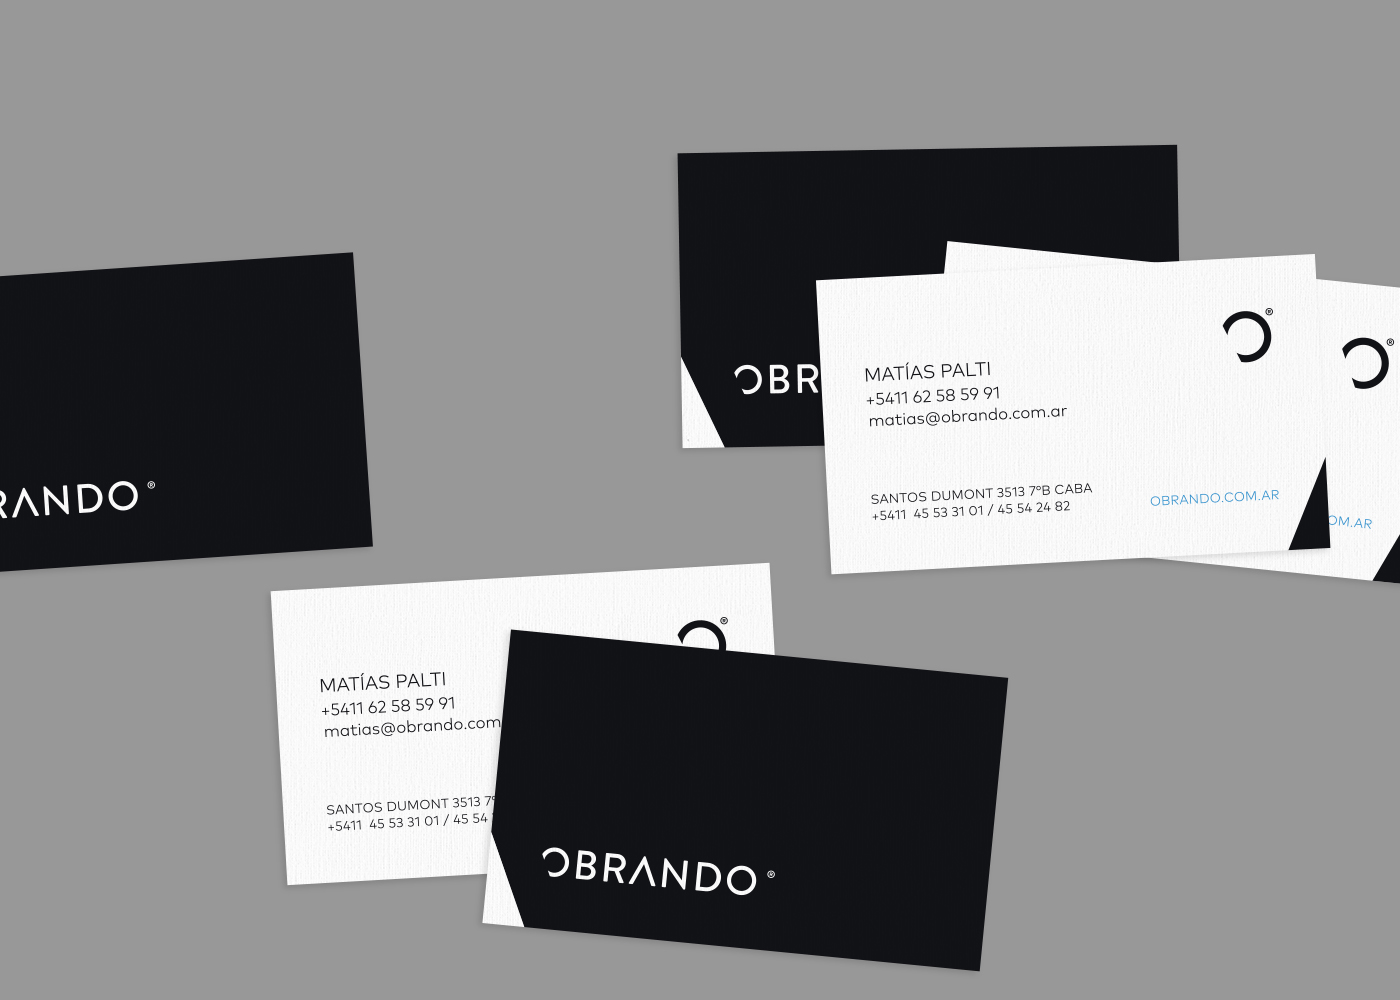 OBR
MATÍAS PALTI
+5411 62 58 59 91
matias@obrando.com.ar
SANTOS DUMONT 3513 7ºB CABA
+5411 45 53 31 01 / 45 54 24 82
OBRANDO.COM.AR
®
®
OM.AR
RANDO ®
MATÍAS PALTI
+5411 62 58 59 91
matias@obrando.com
SANTOS DUMONT 3513 7º
+5411 45 53 31 01 / 45 54
®
OBRANDO ®